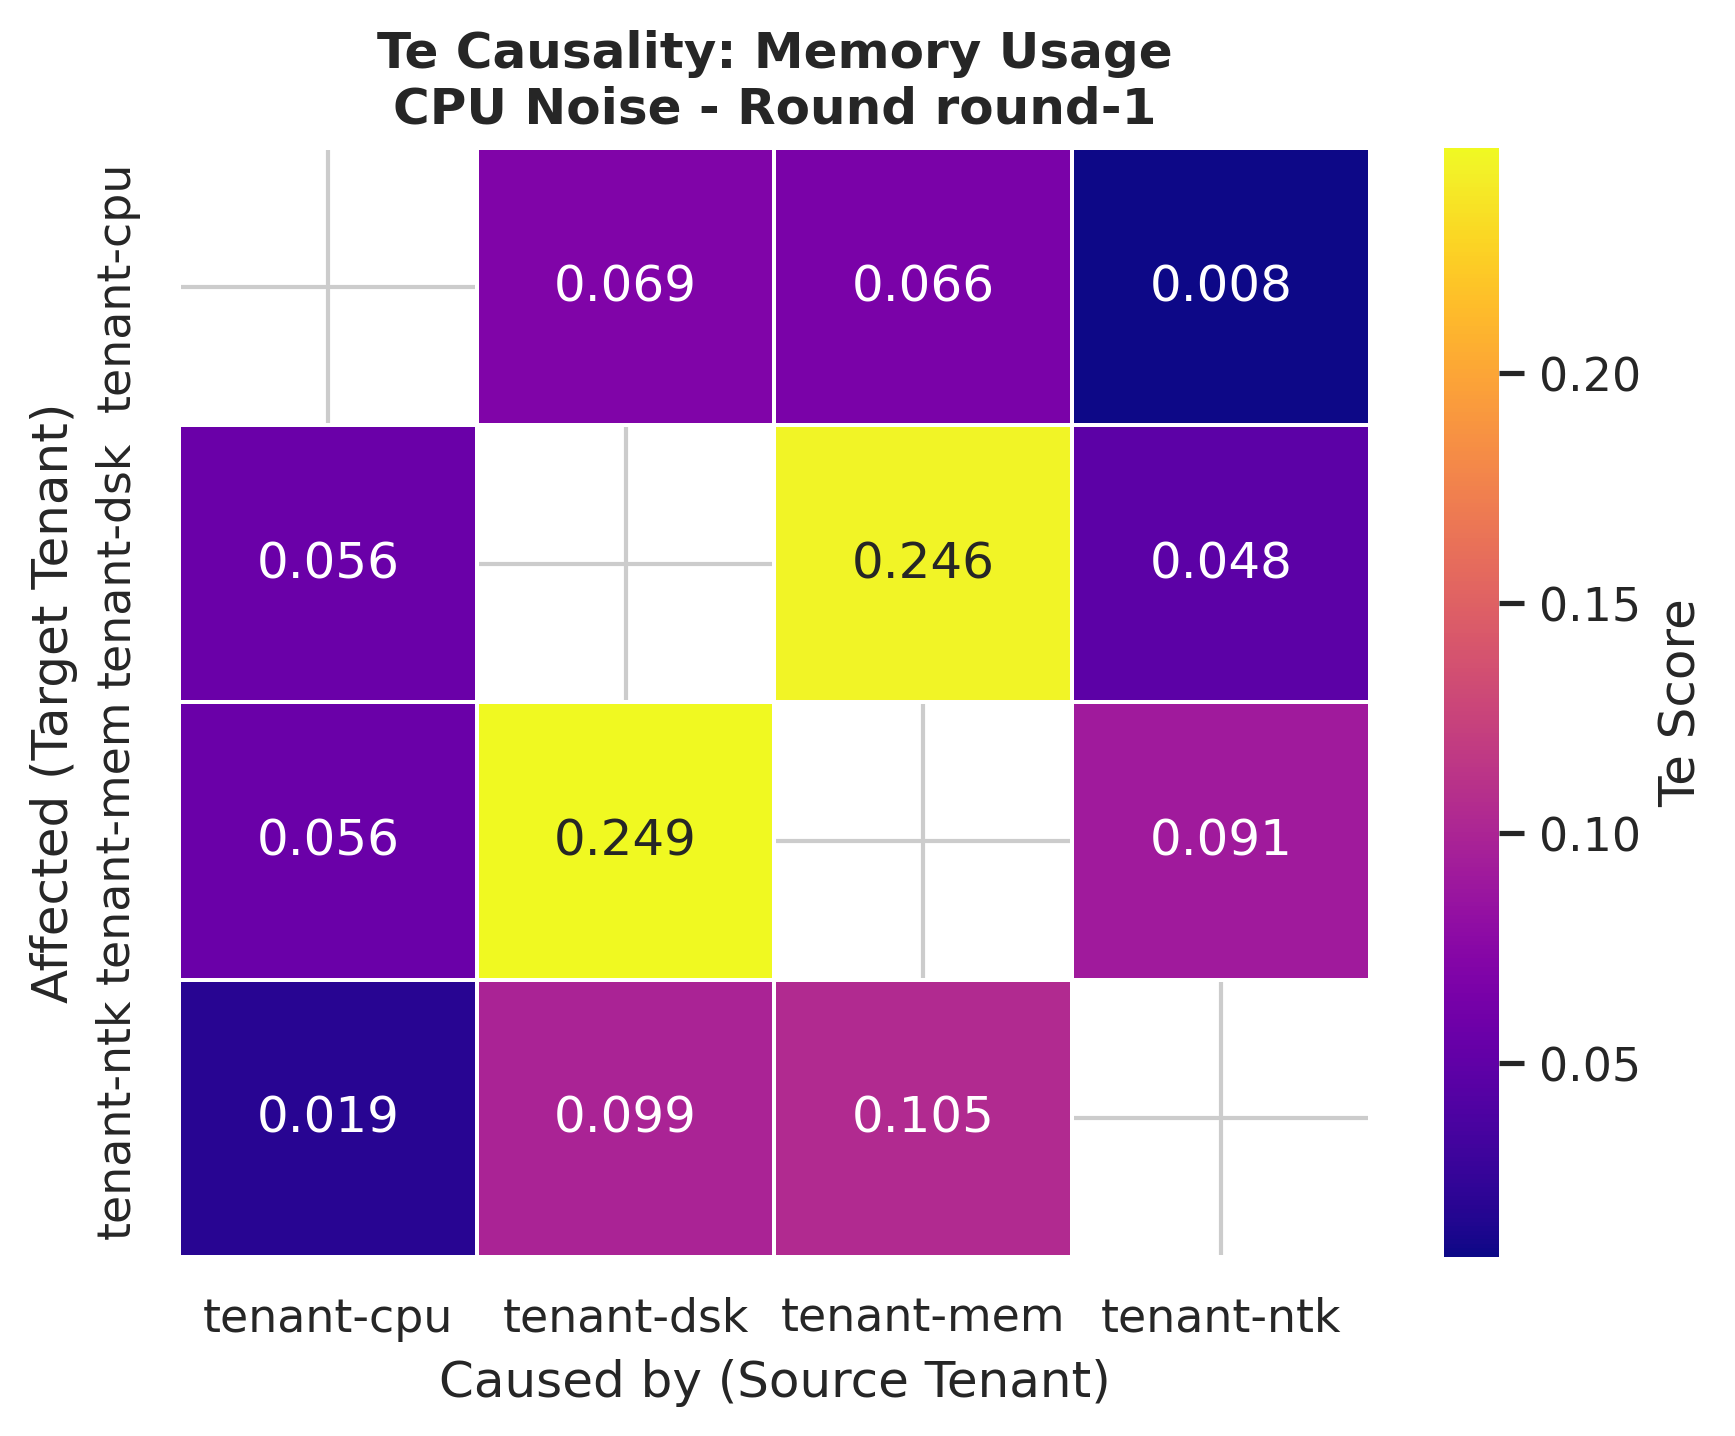 Te Causality: Memory Usage
CPU Noise - Round round-1
Affected (Target Tenant)
tenant-cpu
0.069 0.066 0.008
tenant-dsk
0.056 0.246 0.048
tenant-mem
0.056 0.249 0.091
tenant-ntk
0.019 0.099 0.105
tenant-cpu tenant-dsk tenant-mem tenant-ntk
Caused by (Source Tenant)
0.20
0.15
0.10
0.05
Te Score